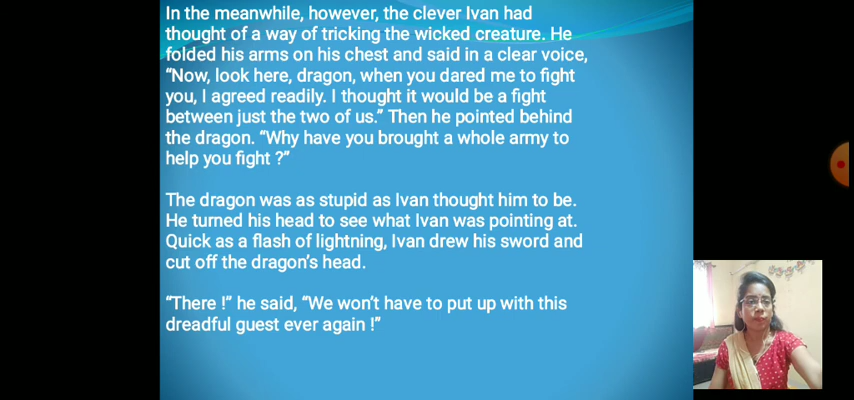 In the meanwhile, however, the clever Ivan had
thought of a way of tricking the wicked creature. He
folded his arms on his chest and said in a clear voice,
“Now, look here, dragon, when you dared me to fight
you, I agreed readily. I thought it would be a fight
between just the two of us.” Then he pointed behind
the dragon. “Why have you brought a whole army to
help you fight ?”
The dragon was as stupid as Ivan thought him to be.
He turned his head to see what Ivan was pointing at.
Quick as a flash of lightning, Ivan drew his sword and
cut off the dragon’s head.
“There !” he said, “We won’t have to put up with this
dreadful guest ever again !”